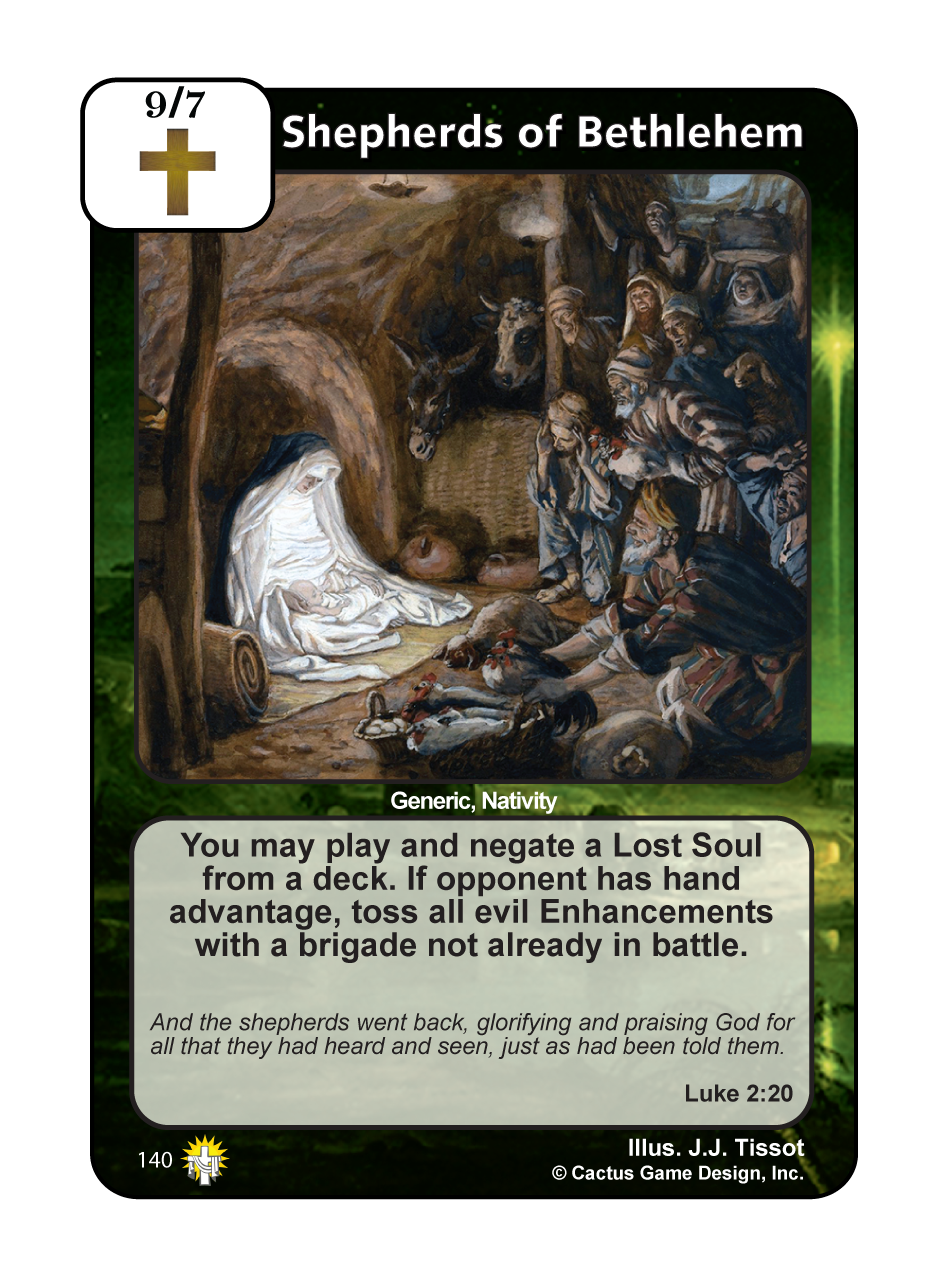 9/7
Shepherds of Bethlehem
Generic, Nativity
You may play and negate a Lost Soul
from a deck. If opponent has hand
advantage, toss all evil Enhancements
with a brigade not already in battle.
And the shepherds went back, glorifying and praising God for
all that they had heard and seen, just as had been told them.
Luke 2:20
140
Illus. J.J. Tissot
© Cactus Game Design, Inc.